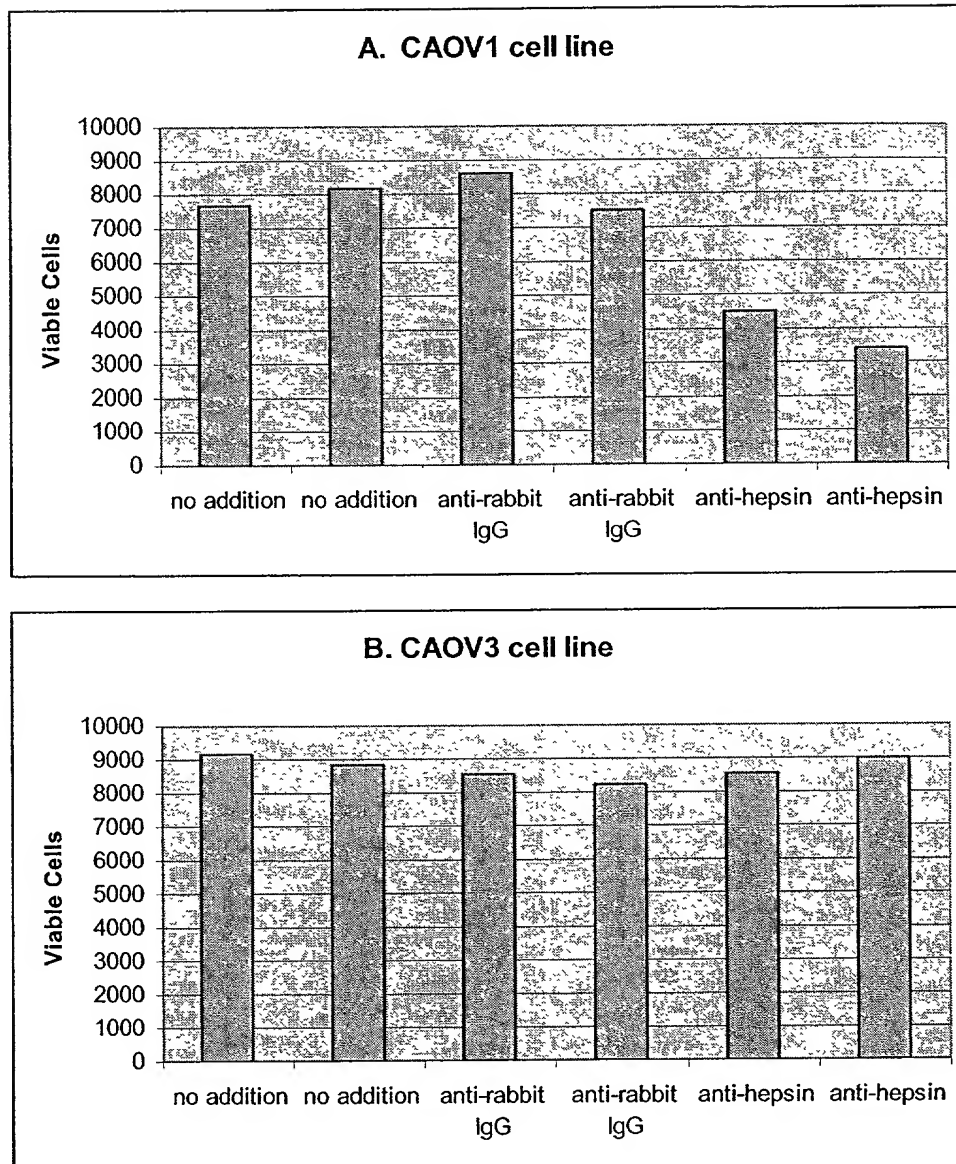 A. CAOV1 cell line
Viable Cells
10000
9000
8000
7000
6000
5000
4000
3000
2000
1000
0
no addition no addition anti-rabbit anti-rabbit anti-hepsin anti-hepsin
IgG IgG
B. CAOV3 cell line
Viable Cells
10000
9000
8000
7000
6000
5000
4000
3000
2000
1000
0
no addition no addition anti-rabbit anti-rabbit anti-hepsin anti-hepsin
IgG IgG